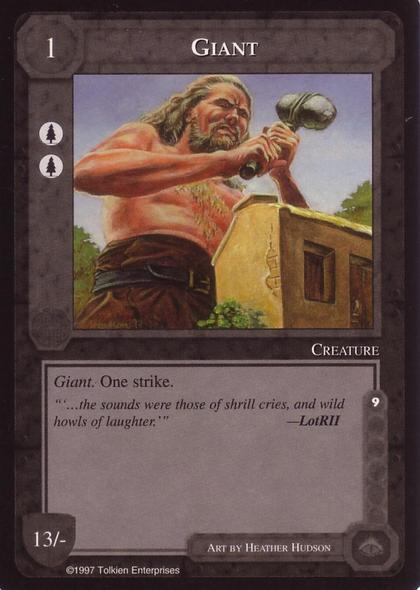 1
GIANT
CREATURE
Giant. One strike.
“‘…the sounds were those of shrill cries, and wild
howls of laughter.’” —LotRII
9
13/-
ART BY HEATHER HUDSON
©1997 Tolkien Enterprises